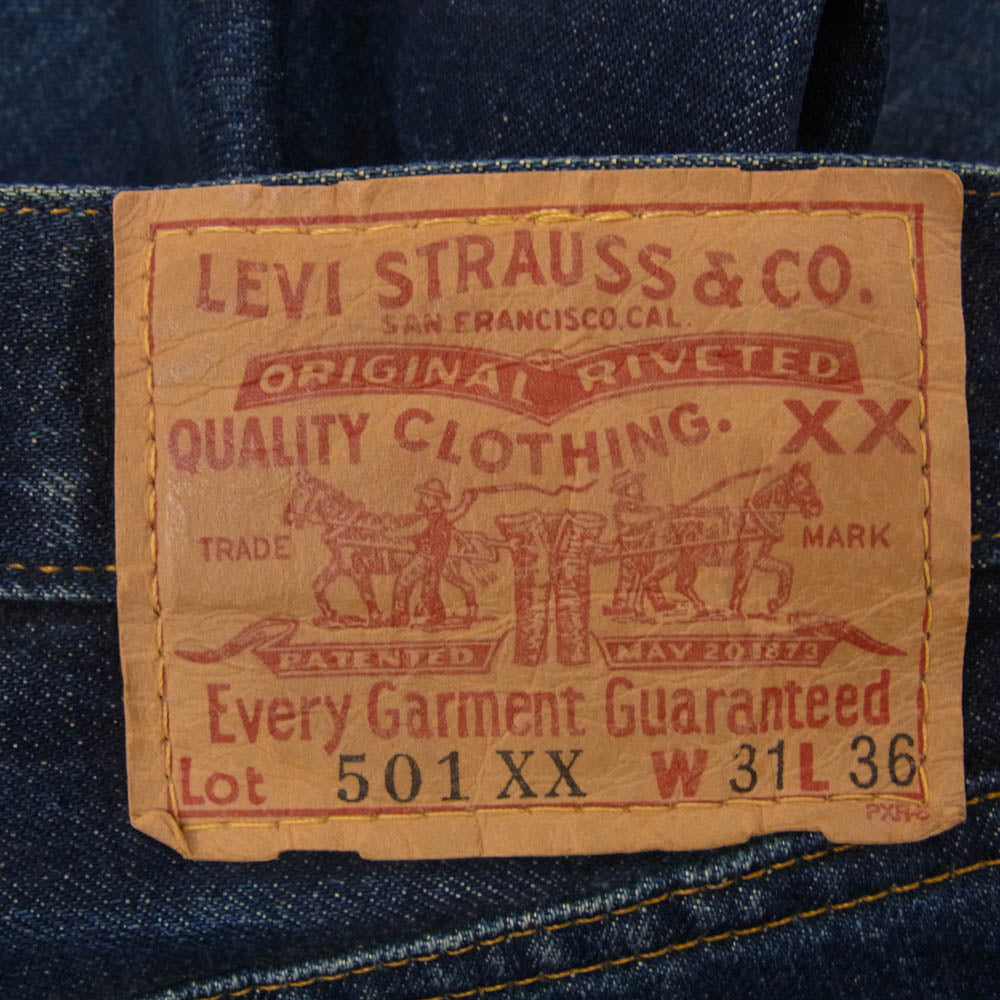 LEVI STRAUSS & CO.
SAN FRANCISCO, CAL.
ORIGINAL RIVETED
QUALITY CLOTHING. XX
TRADE MARK
PATENTED MAY 20 1873
Every Garment Guaranteed
Lot 501 XX W 31 L 36